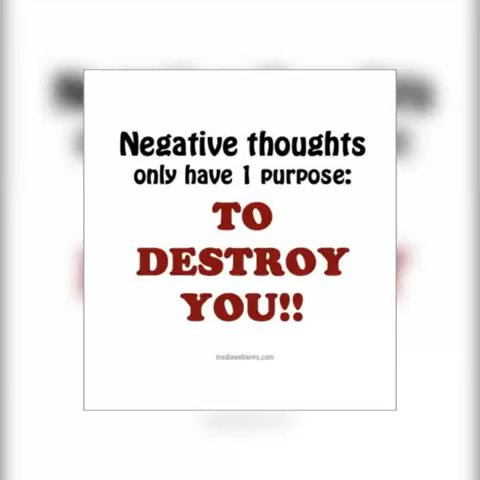 Negative thoughts
only have 1 purpose:
TO
DESTROY
YOU!!